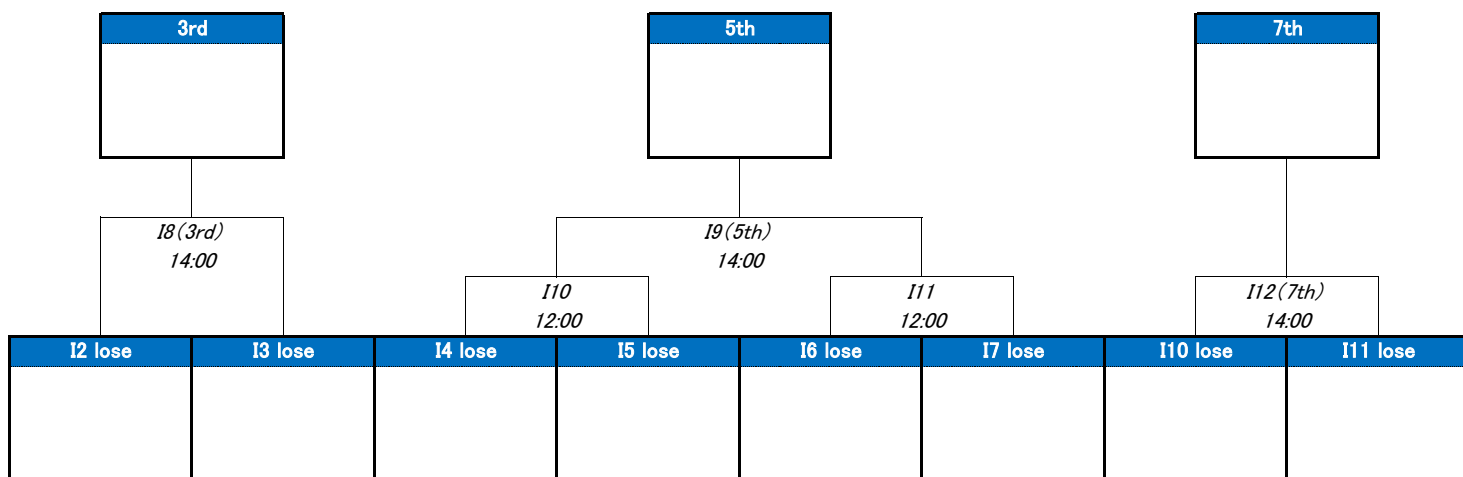 3rd
5th
7th
I8(3rd)
14:00
I9(5th)
14:00
I10
12:00
I11
12:00
I12(7th)
14:00
I2 lose
I3 lose
I4 lose
I5 lose
I6 lose
I7 lose
I10 lose
I11 lose